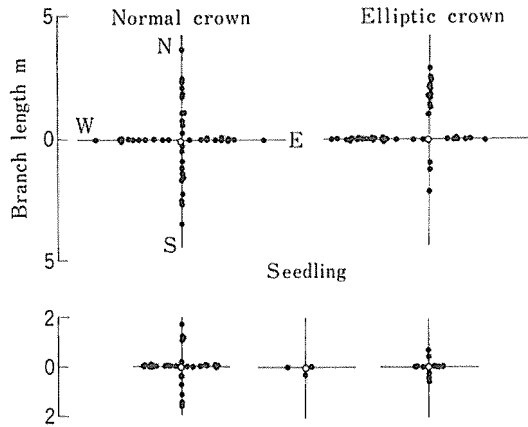 Normal crown
Elliptic crown
5
N
W
0
E
Branch length m
S
5
Seedling
2
0
2